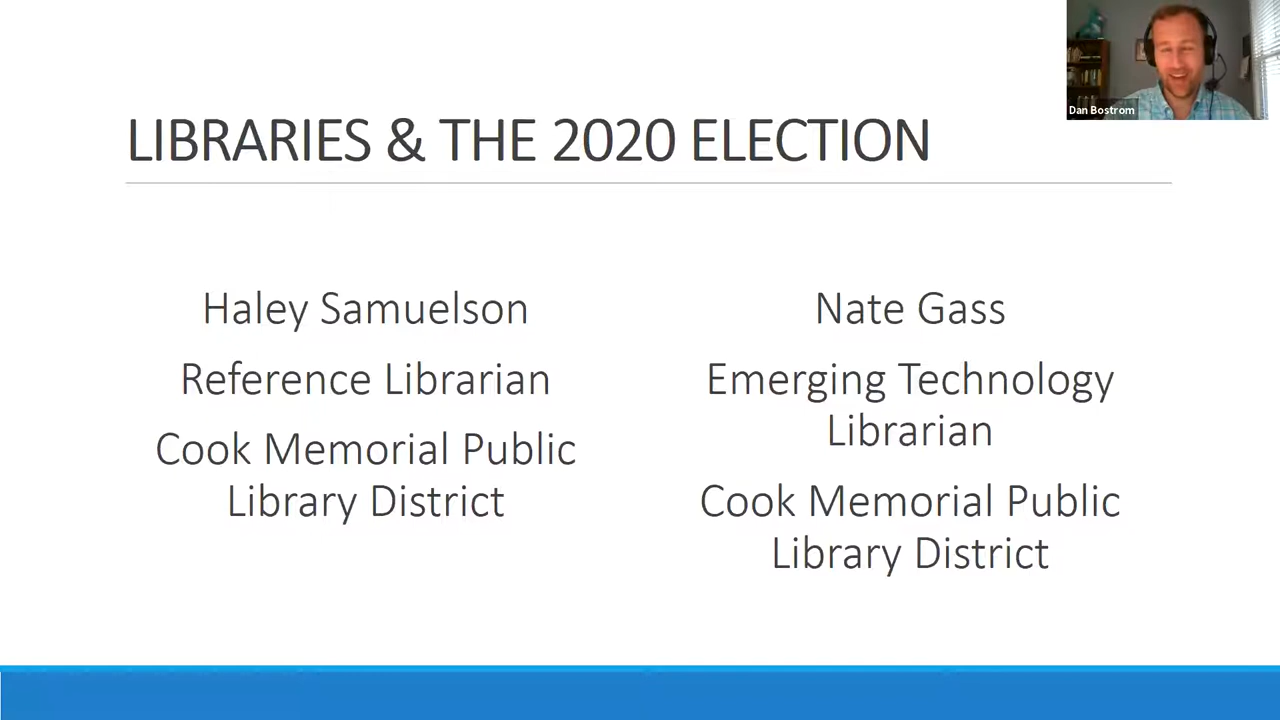 Dan Bostrom
LIBRARIES & THE 2020 ELECTION
Haley Samuelson
Reference Librarian
Cook Memorial Public
Library District
Nate Gass
Emerging Technology
Librarian
Cook Memorial Public
Library District